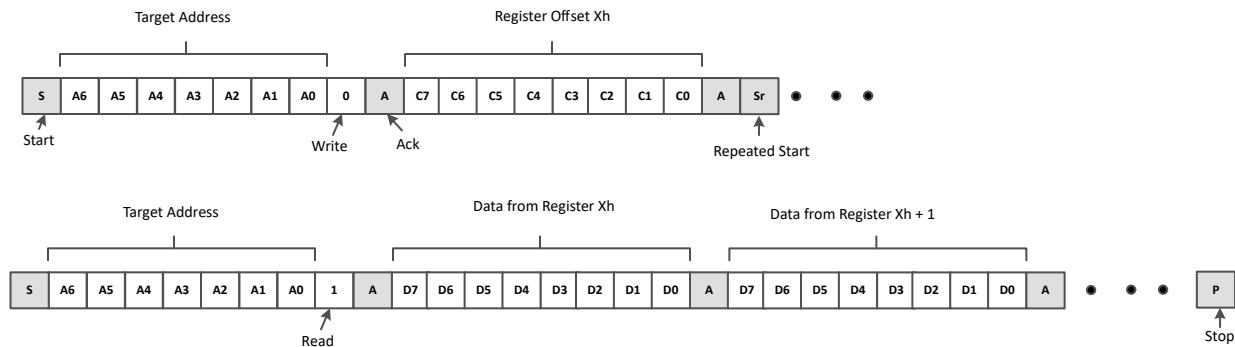 Target Address Register Offset Xh
S A6 A5 A4 A3 A2 A1 A0 0 A C7 C6 C5 C4 C3 C2 C1 C0 A Sr
Start Write Ack Repeated Start
Target Address Data from Register Xh Data from Register Xh + 1
S A6 A5 A4 A3 A2 A1 A0 1 A D7 D6 D5 D4 D3 D2 D1 D0 A D7 D6 D5 D4 D3 D2 D1 D0 A P
Read Stop